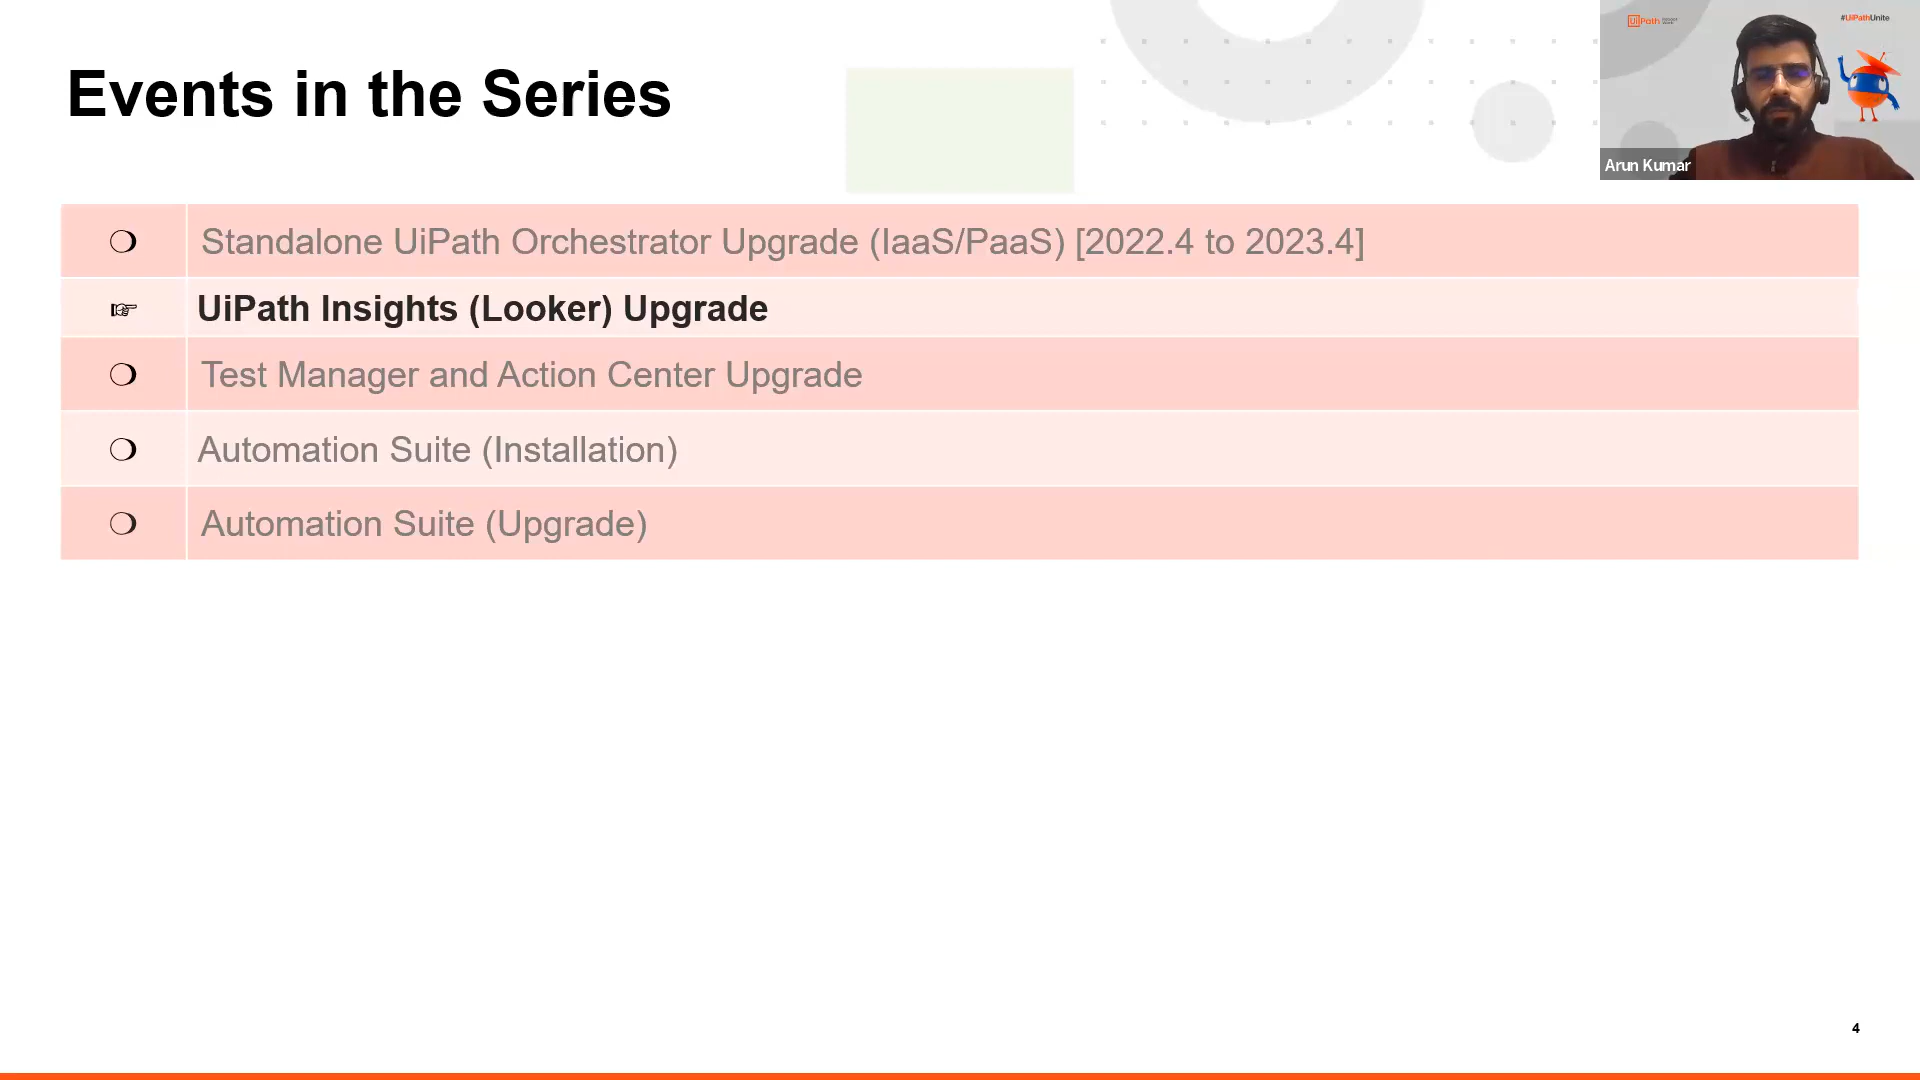 Events in the Series
UiPath
#UiPathUnite
Arun Kumar
❍ Standalone UiPath Orchestrator Upgrade (IaaS/PaaS) [2022.4 to 2023.4]
☞ UiPath Insights (Looker) Upgrade
❍ Test Manager and Action Center Upgrade
❍ Automation Suite (Installation)
❍ Automation Suite (Upgrade)
4